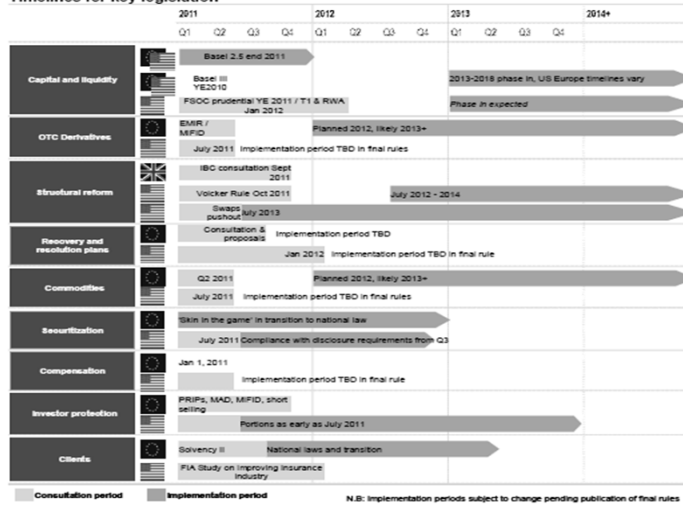 Timelines for key legislation
2011 2012 2013 2014+
Q1 Q2 Q3 Q4 Q1 Q2 Q3 Q4 Q1 Q2 Q3 Q4
Capital and liquidity
Basel 2.5 end 2011
Basel III
YE2010
2013-2018 phase in, US Europe timelines vary
FSOC prudential YE 2011 / T1 & RWA
Jan 2012
Phase in expected
OTC Derivatives
EMIR /
MIFID
Planned 2012, likely 2013+
July 2011 Implementation period TBD in final rules
Structural reform
IBC consultation Sept
2011
Volcker Rule Oct 2011
July 2012 - 2014
Swaps
pushout
July 2013
Recovery and
resolution plans
Consultation &
proposals
Implementation period TBD
Jan 2012 Implementation period TBD in final rule
Commodities
Q2 2011
Planned 2012, likely 2013+
July 2011 Implementation period TBD in final rules
Securitization
'Skin in the game' in transition to national law
July 2011 Compliance with disclosure requirements from Q3
Compensation
Jan 1, 2011
Implementation period TBD in final rule
Investor protection
PRIPs, MAD, MIFID, short
selling
Portions as early as July 2011
Clients
Solvency II
National laws and transition
FIA Study on improving insurance
industry
Consultation period
Implementation period
N.B: Implementation periods subject to change pending publication of final rules